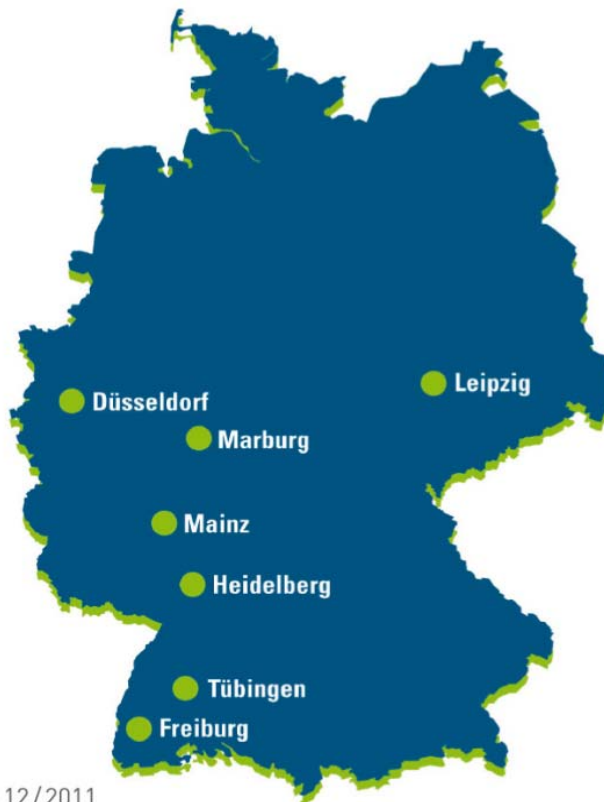 Leipzig
Düsseldorf
Marburg
Mainz
Heidelberg
Tübingen
Freiburg
12/2011